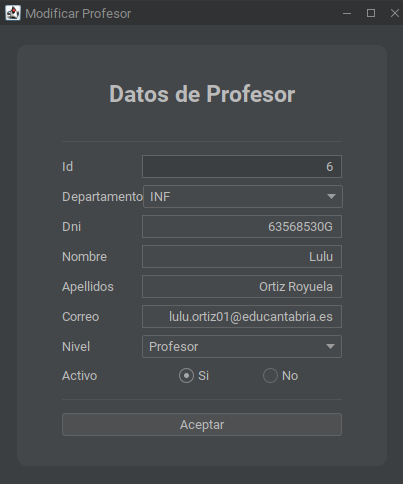 Modificar Profesor
Datos de Profesor
Id 6
Departamento INF
Dni 63568530G
Nombre Lulu
Apellidos Ortiz Royuela
Correo lulu.ortiz01@educantabria.es
Nivel Profesor
Activo Si No
Aceptar